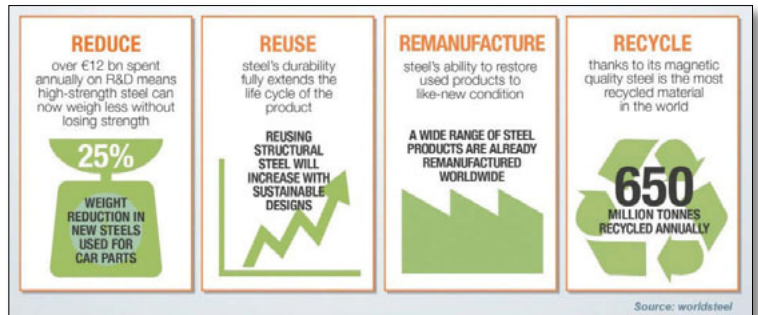 REDUCE
over €12 bn spent
annually on R&D means
high-strength steel can
now weigh less without
losing strength
25%
WEIGHT
REDUCTION IN
NEW STEELS
USED FOR
CAR PARTS
REUSE
steel's durability
fully extends the
life cycle of the
product
REUSING
STRUCTURAL
STEEL WILL
INCREASE WITH
SUSTAINABLE
DESIGNS
REMANUFACTURE
steel's ability to restore
used products to
like-new condition
A WIDE RANGE OF STEEL
PRODUCTS ARE ALREADY
REMANUFACTURED
WORLDWIDE
RECYCLE
thanks to its magnetic
quality steel is the most
recycled material
in the world
650
MILLION TONNES
RECYCLED ANNUALLY
Source: worldsteel